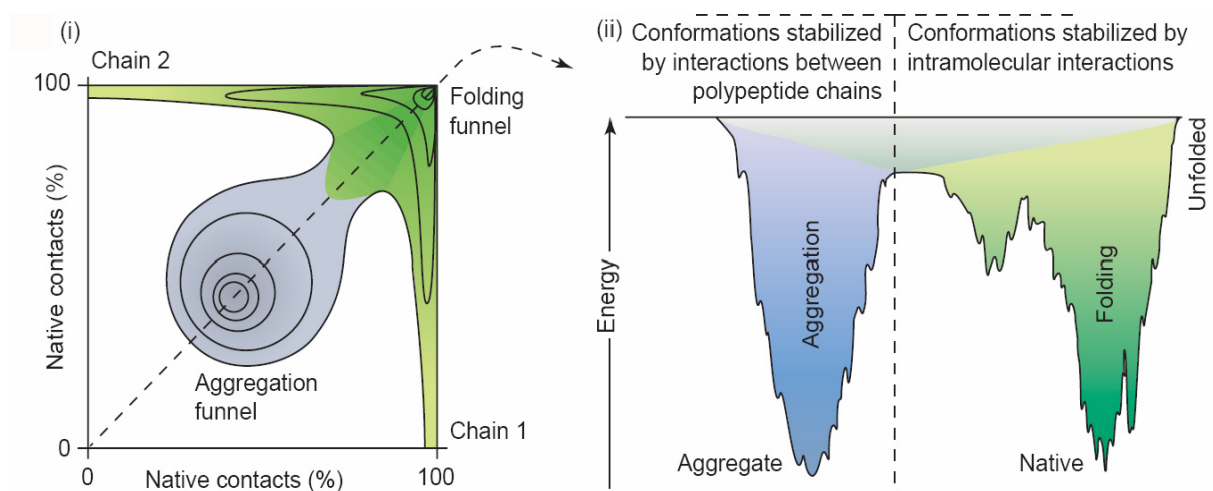 (i)
Chain 2
100
Folding
funnel
Native contacts (%)
Aggregation
funnel
Chain 1
0
0
Native contacts (%)
100
(ii)
Conformations stabilized
by interactions between
polypeptide chains
Conformations stabilized by
intramolecular interactions
Energy
Aggregation
Folding
Unfolded
Aggregate
Native